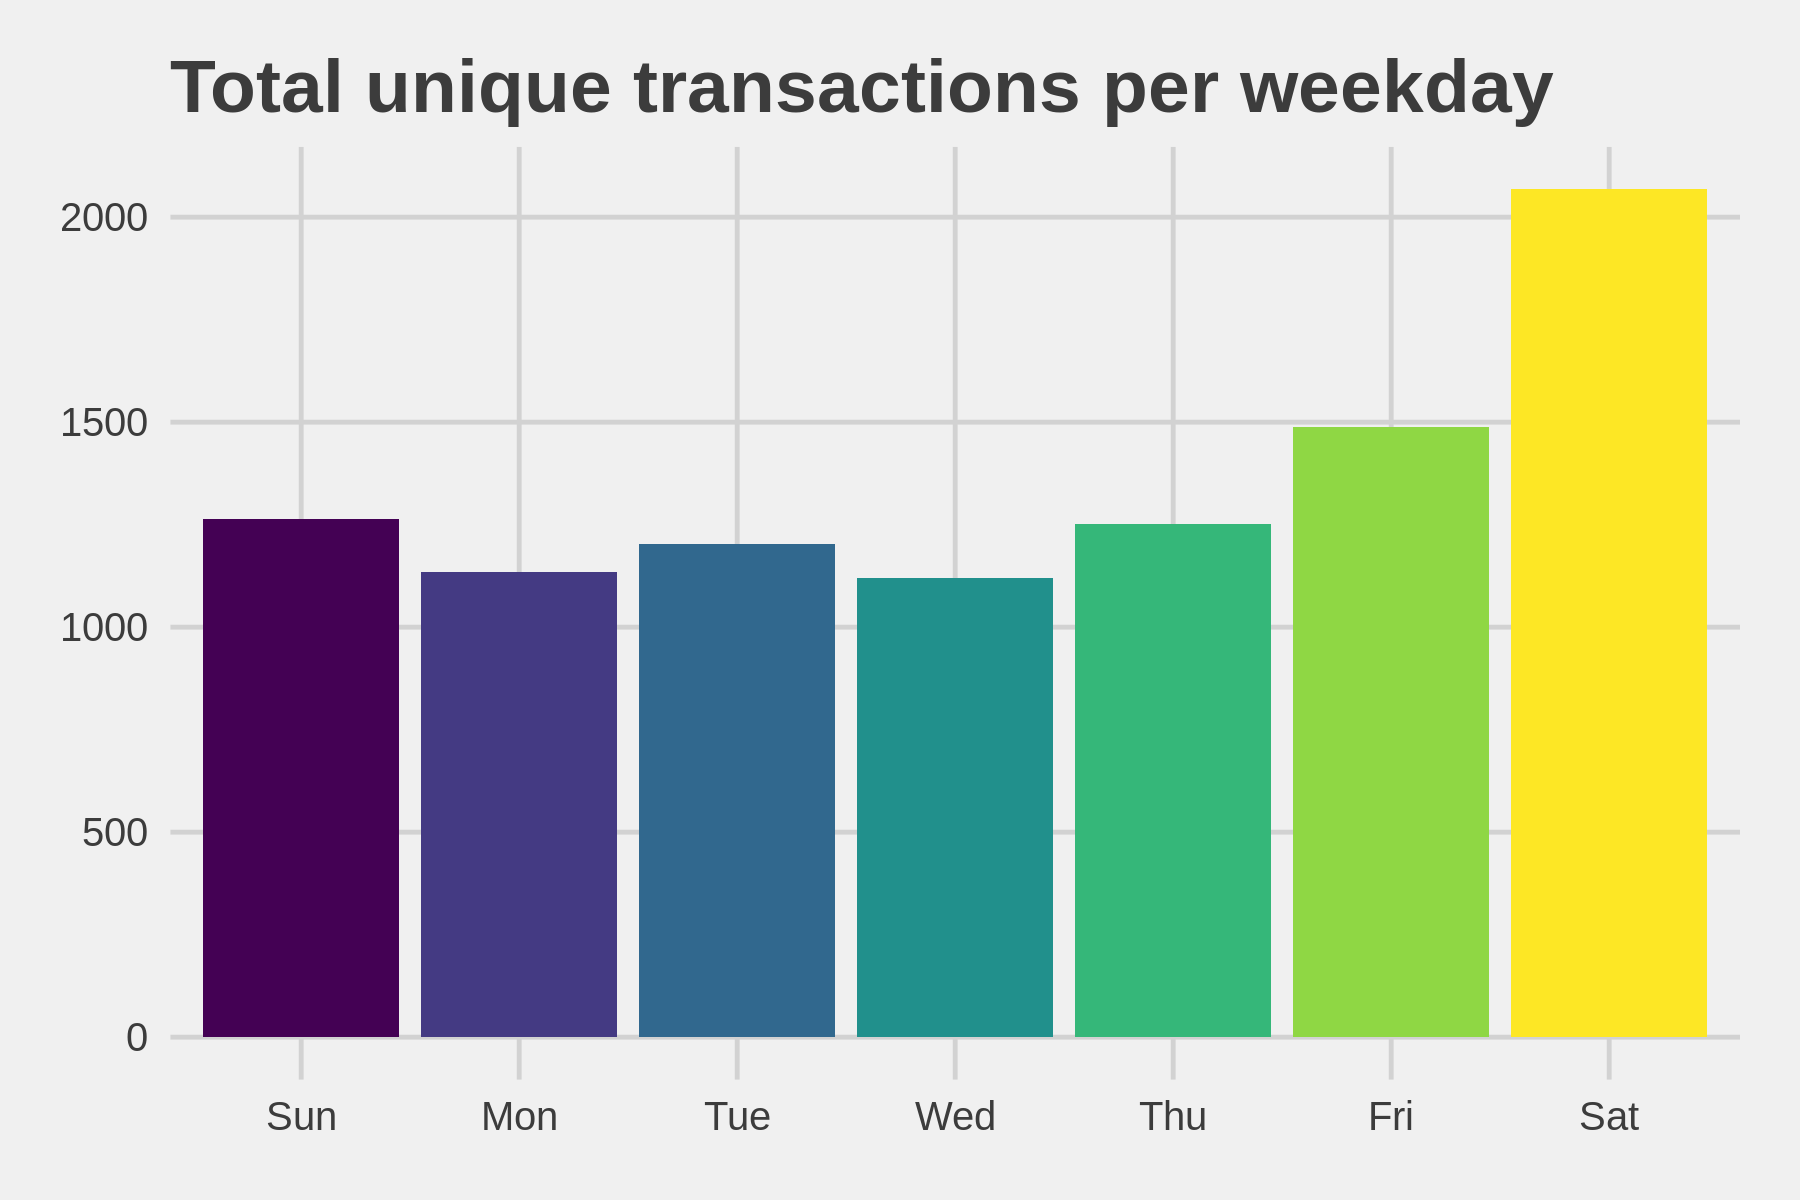 Total unique transactions per weekday
2000
1500
1000
500
0
Sun Mon Tue Wed Thu Fri Sat